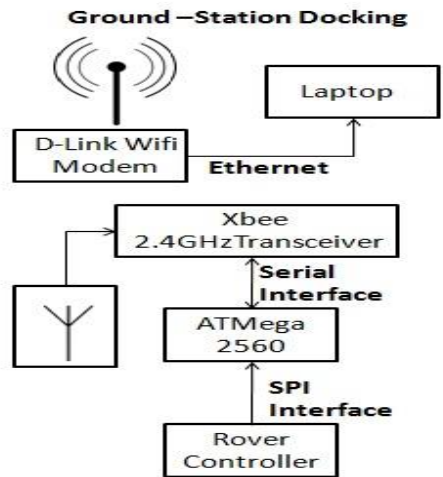 Ground –Station Docking
Laptop
D-Link Wifi
Modem
Ethernet
Xbee
2.4GHzTransceiver
Serial
Interface
ATMega
2560
SPI
Interface
Rover
Controller